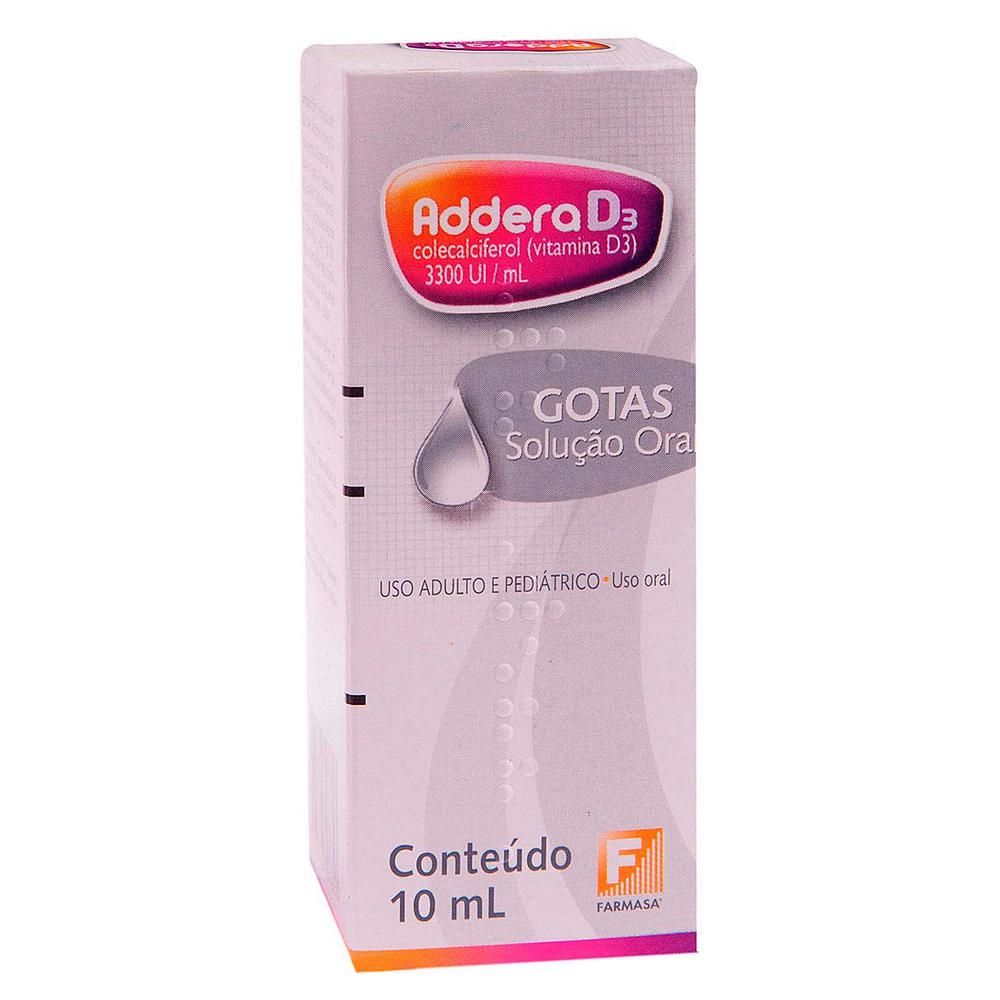 Addera D3
colecalciferol (vitamina D3)
3300 UI / mL
GOTAS
Solução Oral
USO ADULTO E PEDIÁTRICO • Uso oral
Conteúdo
10 mL
F
FARMASA